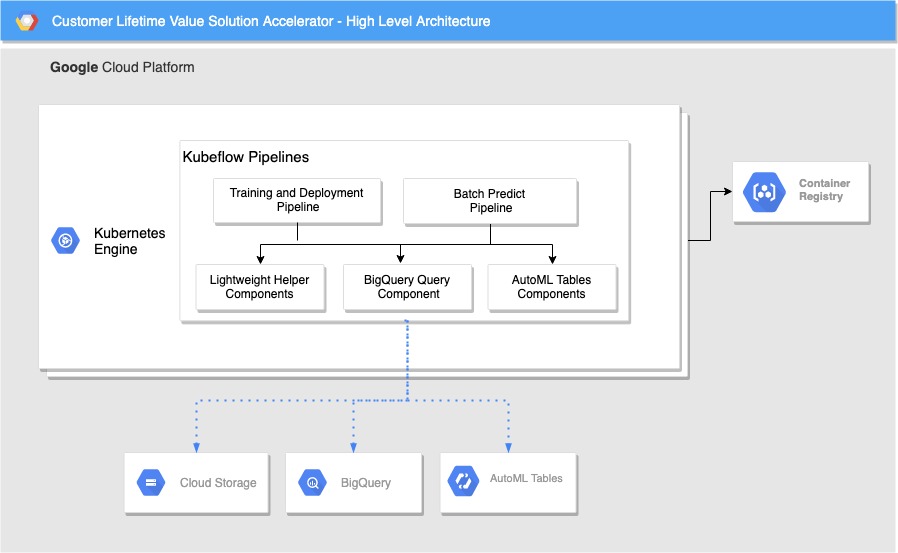 Customer Lifetime Value Solution Accelerator - High Level Architecture
Google Cloud Platform
Kubeflow Pipelines
Training and Deployment
Pipeline
Batch Predict
Pipeline
Kubernetes
Engine
Lightweight Helper
Components
BigQuery Query
Component
AutoML Tables
Components
Container
Registry
Cloud Storage
BigQuery
AutoML Tables